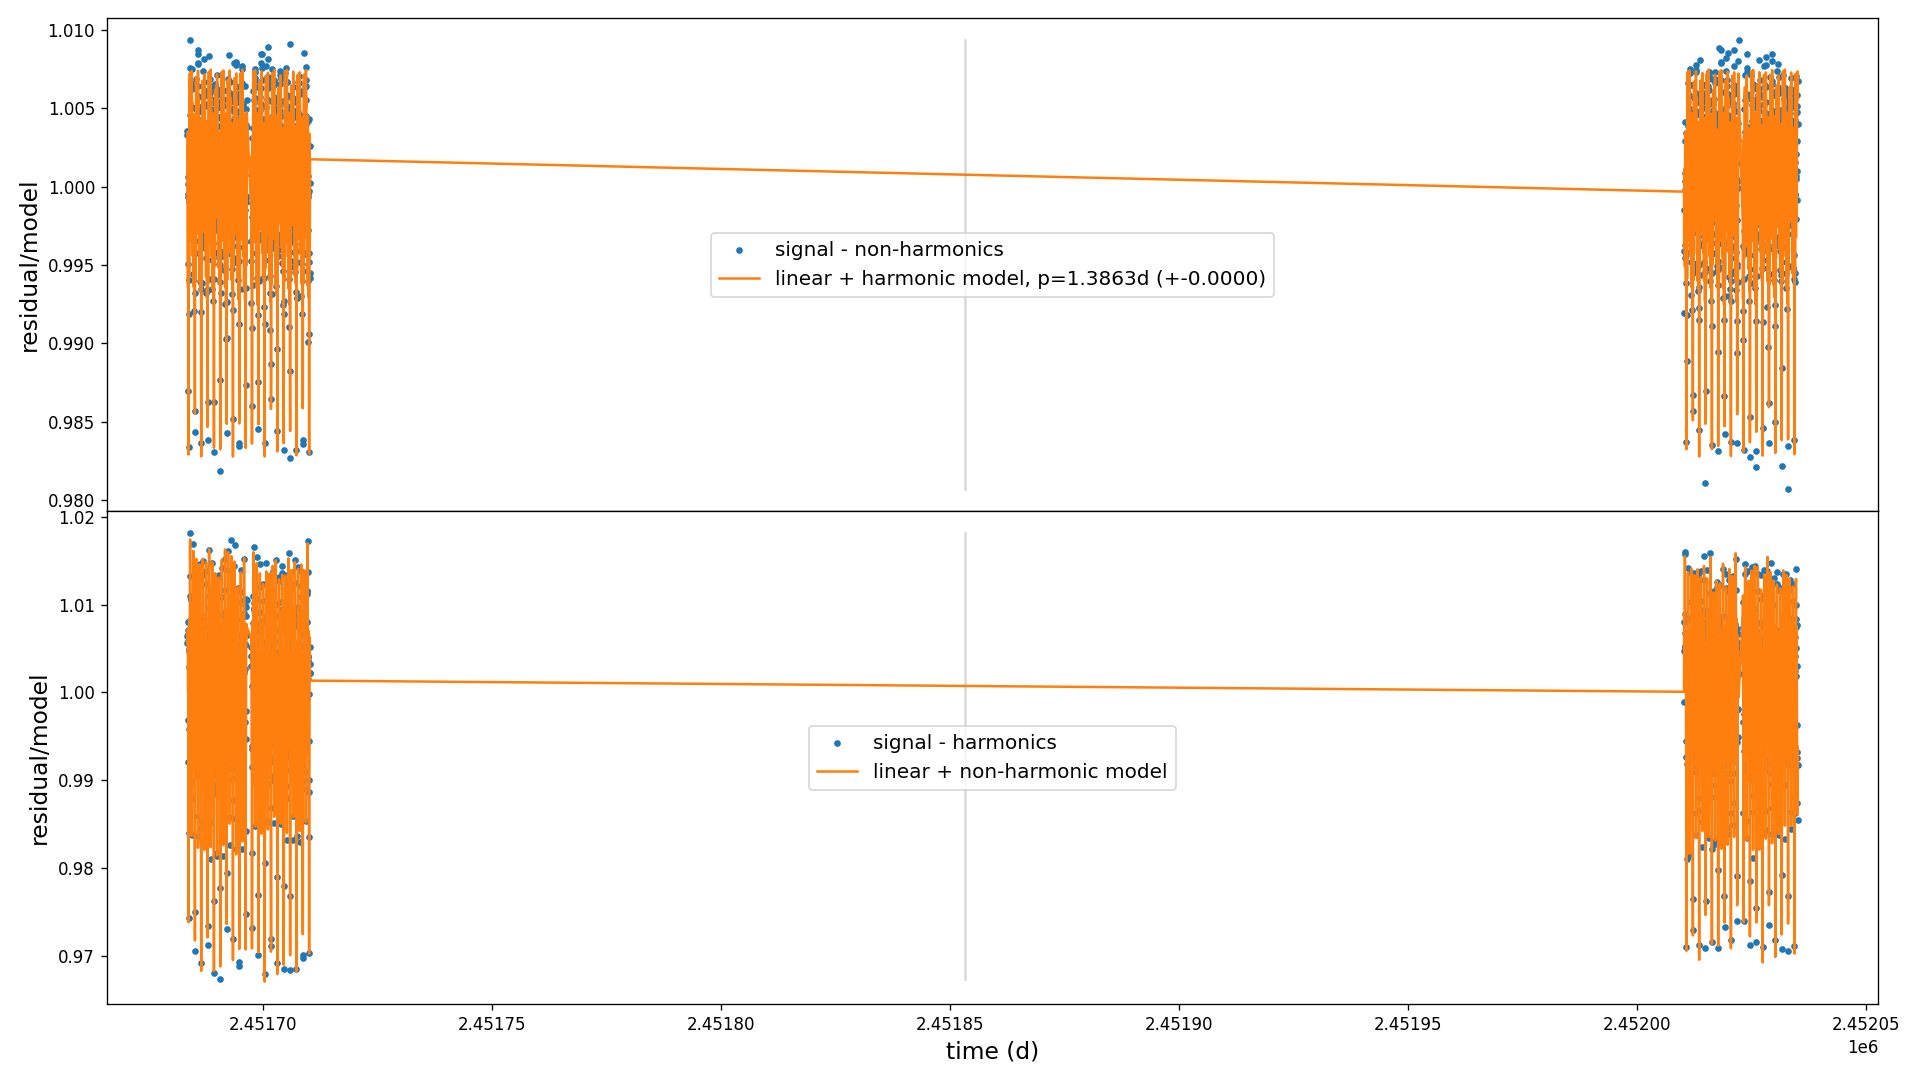 1.010
1.005
1.000
0.995
0.990
0.985
0.980
residual/model
signal - non-harmonics
linear + harmonic model, p=1.3863d (+-0.0000)
1.02
1.01
1.00
0.99
0.98
0.97
residual/model
signal - harmonics
linear + non-harmonic model
2.45170 2.45175 2.45180 2.45185 2.45190 2.45195 2.45200 2.45205
time (d)
1e6